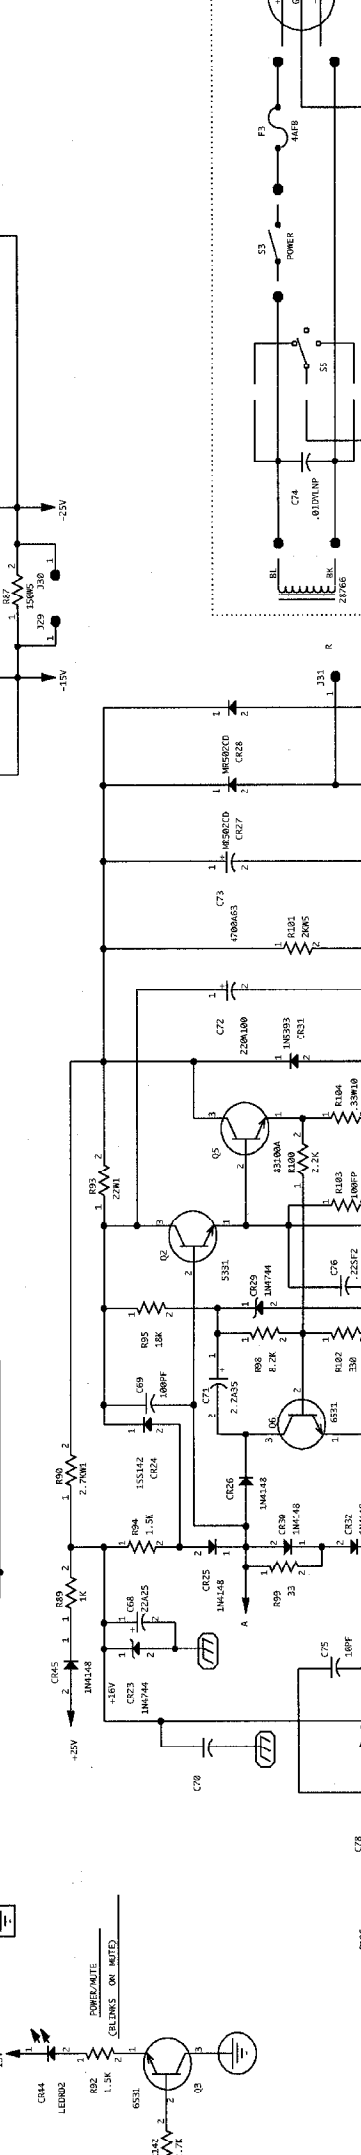 F3
4AFB
S3
POWER
S5
C74
.01DVLNP
BL
BK
28766
-25V
R87
150W5
J30
J29
-15V
J31
R
MR502CD
CR28
MR502CD
CR27
C73
4700A63
R101
2KW5
C72
220A100
1N5393
CR31
R93
22W1
Q5
43100A
R100
2.2K
R104
.33W10
R103
100FP
Q2
5331
C76
.22SF2
CR29
1N4744
R95
18K
C69
100PF
C71
2.2A35
R98
8.2K
R102
330
1SS142
CR24
Q6
6531
R90
2.7KW1
R94
1.5K
CR26
1N4148
R89
1K
CR25
1N4148
CR30
1N4148
R99
33
CR32
A
C68
22A25
CR45
1N4148
+25V
+16V
CR23
1N4744
C75
10PF
C70
C78
POWER/MUTE
(BLINKS ON MUTE)
CR44
LEDRD2
R92
1.5K
6531
Q3